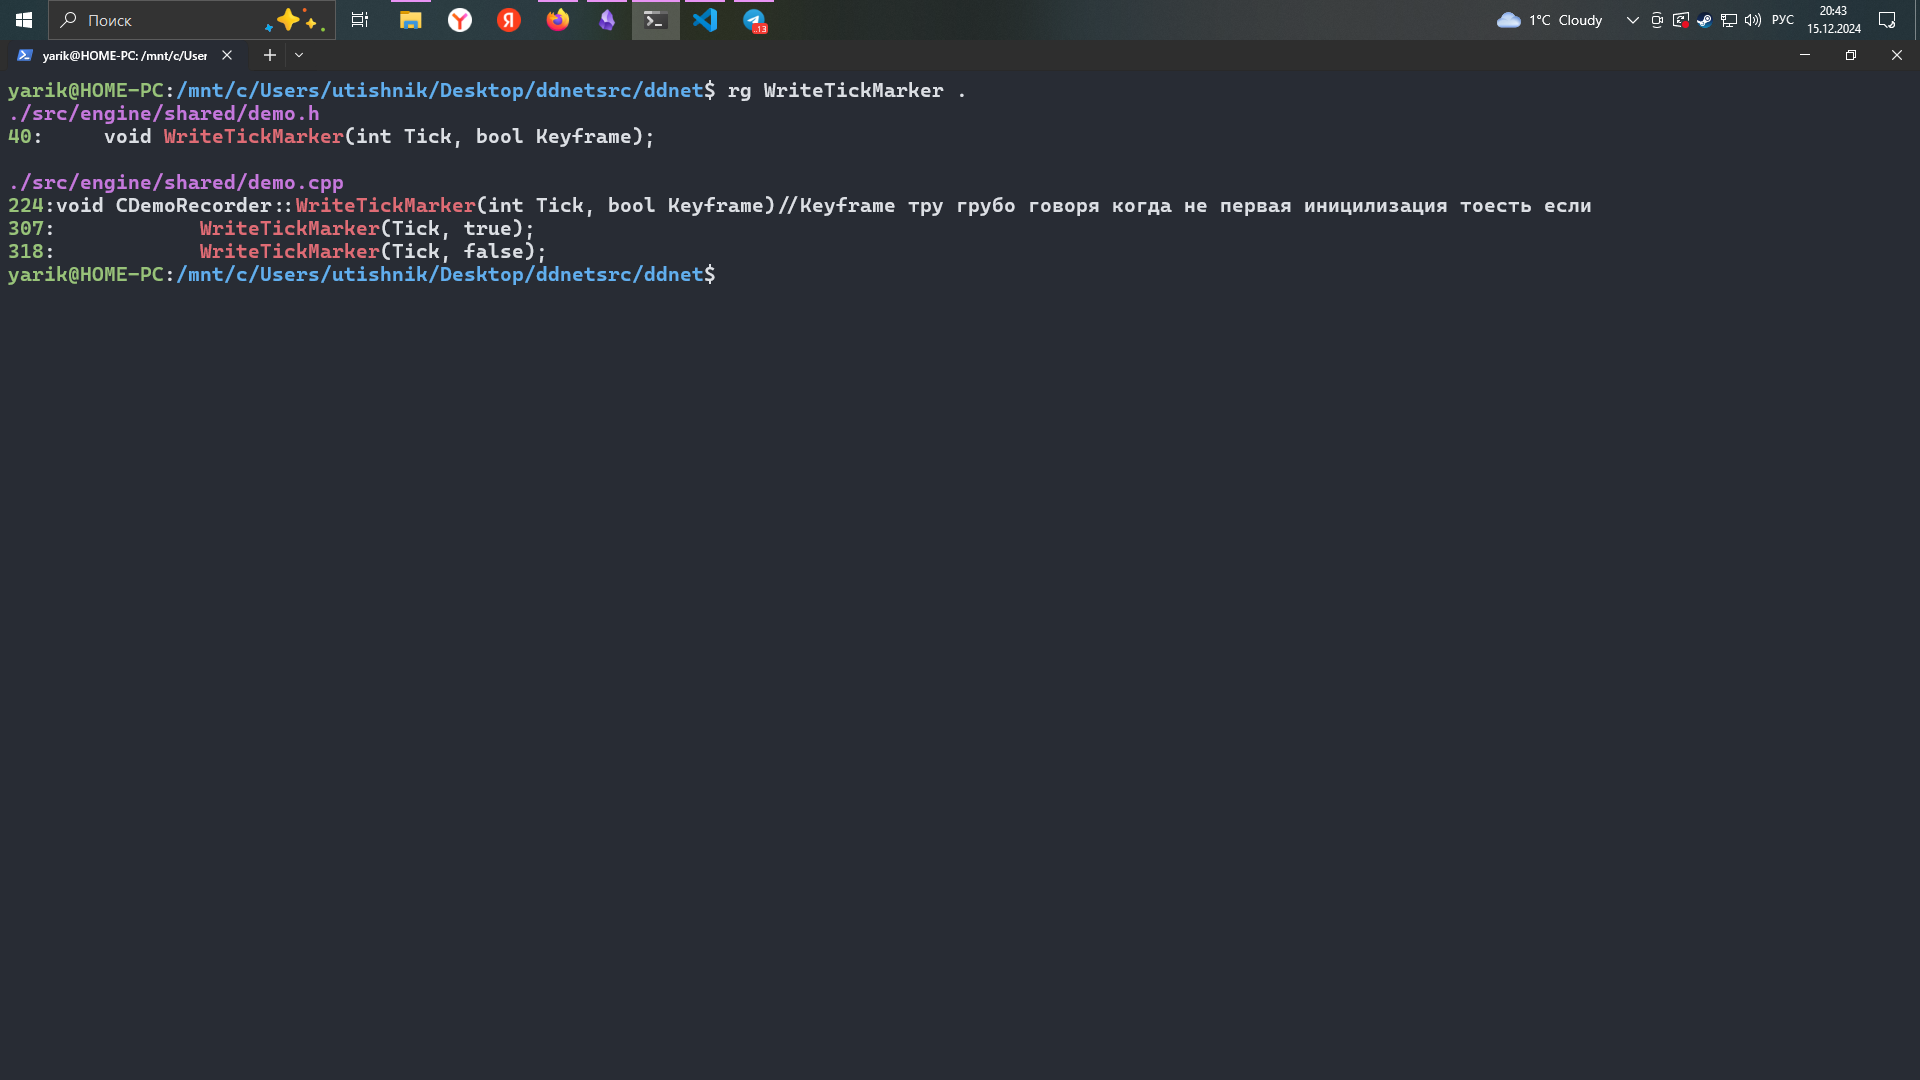 Поиск
1°C Cloudy
РУС
20:43
15.12.2024
13
yarik@HOME-PC: /mnt/c/User
yarik@HOME-PC:/mnt/c/Users/utishnik/Desktop/ddnetsrc/ddnet$ rg WriteTickMarker .
./src/engine/shared/demo.h
40:     void WriteTickMarker(int Tick, bool Keyframe);
./src/engine/shared/demo.cpp
224:void CDemoRecorder::WriteTickMarker(int Tick, bool Keyframe)//Keyframe тру грубо говоря когда не первая иницилизация тоесть если
307:            WriteTickMarker(Tick, true);
318:            WriteTickMarker(Tick, false);
yarik@HOME-PC:/mnt/c/Users/utishnik/Desktop/ddnetsrc/ddnet$